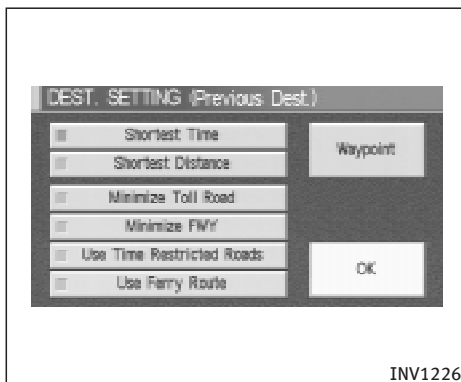 DEST. SETTING (Previous Dest.)
Shortest Time
Shortest Distance
Minimize Toll Road
Minimize FWY
Use Time Restricted Roads
Use Ferry Route
Waypoint
OK
INV1226